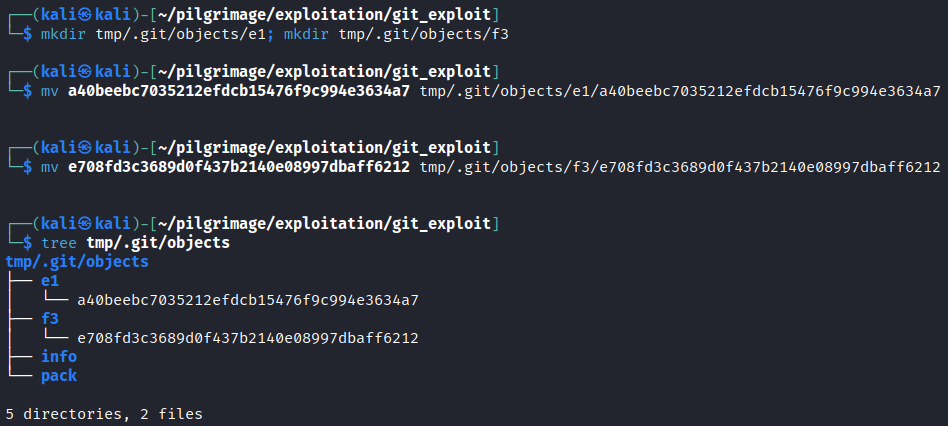 ┌──(kali㉿kali)-[~/pilgrimage/exploitation/git_exploit]
└─$ mkdir tmp/.git/objects/e1; mkdir tmp/.git/objects/f3
┌──(kali㉿kali)-[~/pilgrimage/exploitation/git_exploit]
└─$ mv a40beebc7035212efdcb15476f9c994e3634a7 tmp/.git/objects/e1/a40beebc7035212efdcb15476f9c994e3634a7
┌──(kali㉿kali)-[~/pilgrimage/exploitation/git_exploit]
└─$ mv e708fd3c3689d0f437b2140e08997dbaff6212 tmp/.git/objects/f3/e708fd3c3689d0f437b2140e08997dbaff6212
┌──(kali㉿kali)-[~/pilgrimage/exploitation/git_exploit]
└─$ tree tmp/.git/objects
tmp/.git/objects
├── e1
│   └── a40beebc7035212efdcb15476f9c994e3634a7
├── f3
│   └── e708fd3c3689d0f437b2140e08997dbaff6212
├── info
└── pack
5 directories, 2 files